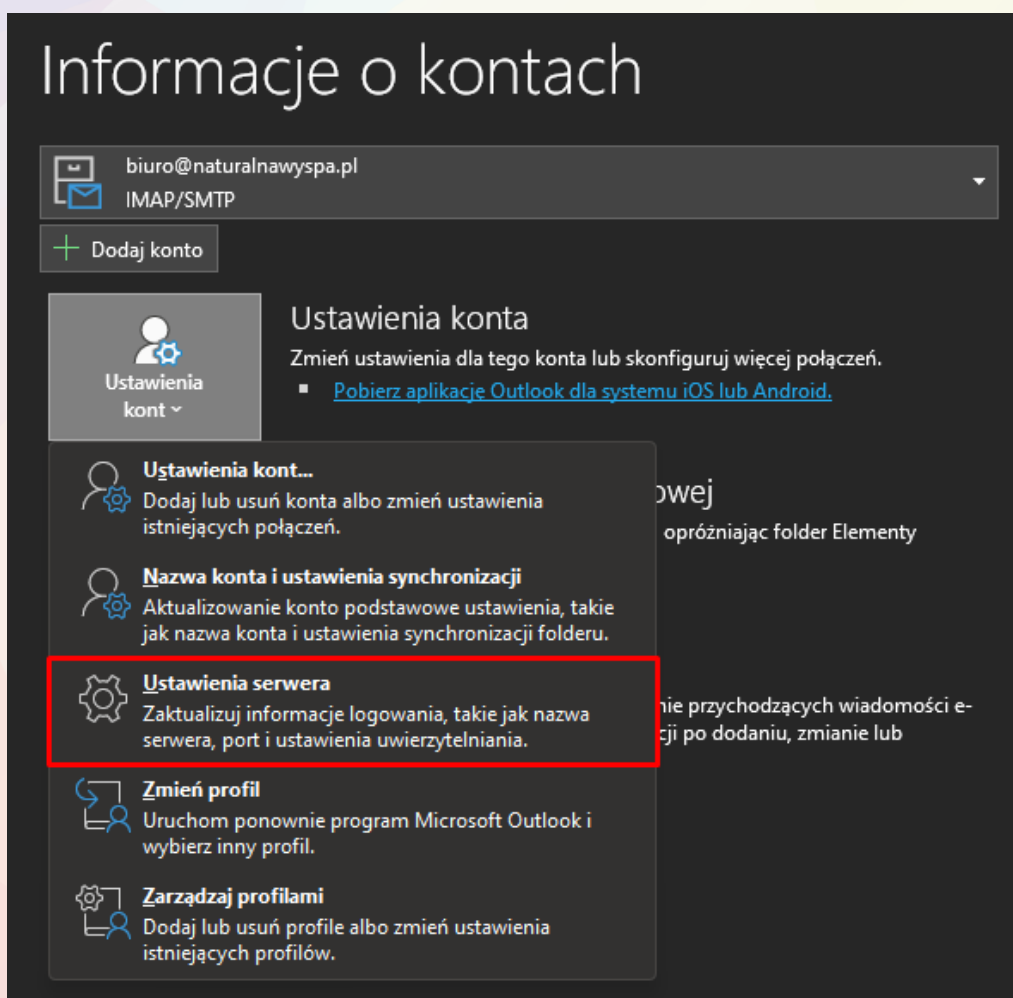 Informacje o kontach
biuro@naturalnawyspa.pl
IMAP/SMTP
Dodaj konto
Ustawienia
kont
Ustawienia konta
Zmień ustawienia dla tego konta lub skonfiguruj więcej połączeń.
Pobierz aplikację Outlook dla systemu iOS lub Android.
Ustawienia kont...
Dodaj lub usuń konta albo zmień ustawienia
istniejących połączeń.
owej
opróżniając folder Elementy
Nazwa konta i ustawienia synchronizacji
Aktualizowanie konto podstawowe ustawienia, takie
jak nazwa konta i ustawienia synchronizacji folderu.
Ustawienia serwera
Zaktualizuj informacje logowania, takie jak nazwa
serwera, port i ustawienia uwierzytelniania.
nie przychodzących wiadomości e-
cji po dodaniu, zmianie lub
Zmień profil
Uruchom ponownie program Microsoft Outlook i
wybierz inny profil.
Zarządzaj profilami
Dodaj lub usuń profile albo zmień ustawienia
istniejących profilów.